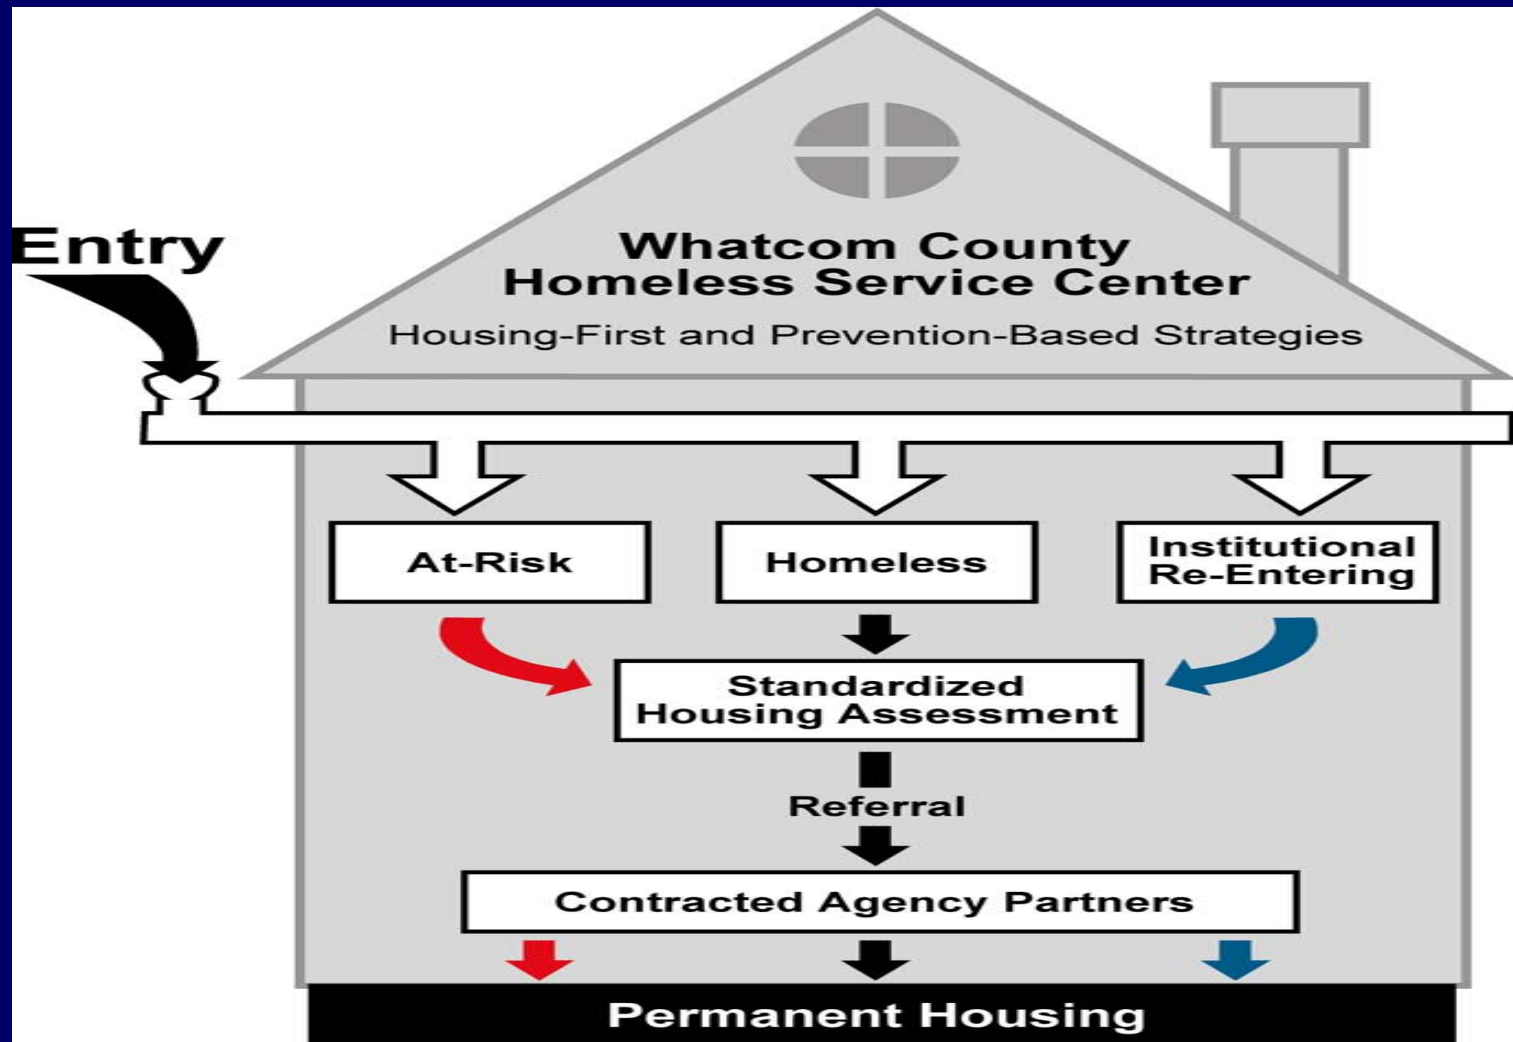 Entry
Whatcom County
Homeless Service Center
Housing-First and Prevention-Based Strategies
At-Risk
Homeless
Institutional
Re-Entering
Standardized
Housing Assessment
Referral
Contracted Agency Partners
Permanent Housing